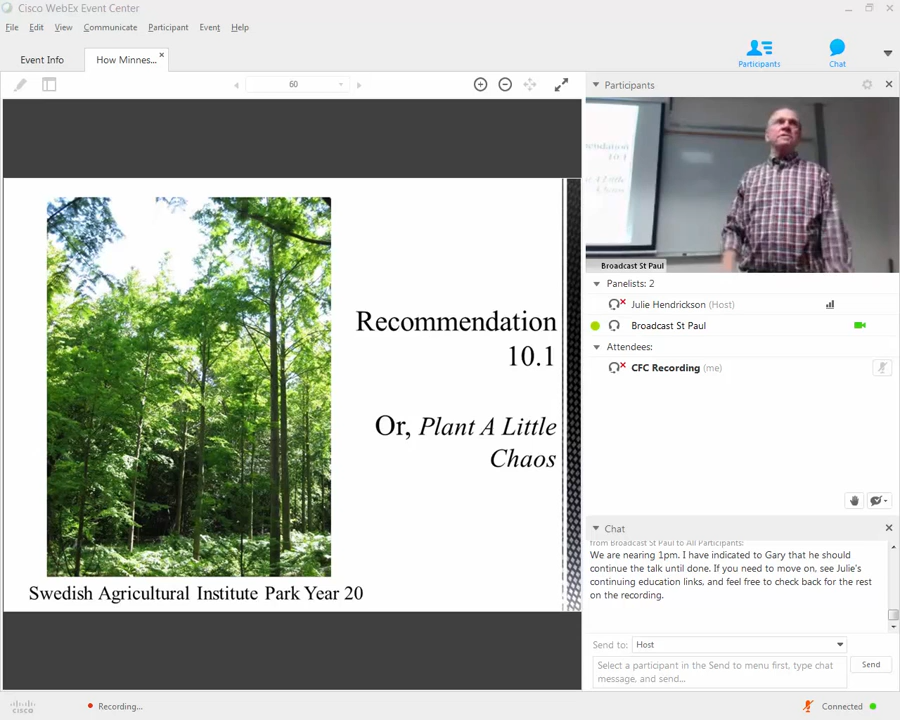 Cisco WebEx Event Center
File Edit View Communicate Participant Event Help
Event Info
How Minnes...
Participants
Chat
60
Participants
Recommendation
10.1
Or, Plant A Little
Chaos
Swedish Agricultural Institute Park Year 20
10.1
Chaos
Broadcast St Paul
Panelists: 2
Julie Hendrickson (Host)
Broadcast St Paul
Attendees:
CFC Recording (me)
Chat
from Broadcast St Paul to All Participants:
We are nearing 1pm. I have indicated to Gary that he should
continue the talk until done. If you need to move on, see Julie's
continuing education links, and feel free to check back for the rest
on the recording.
Send to: Host
Select a participant in the Send to menu first, type chat
message, and send...
Send
cisco
Recording...
Connected